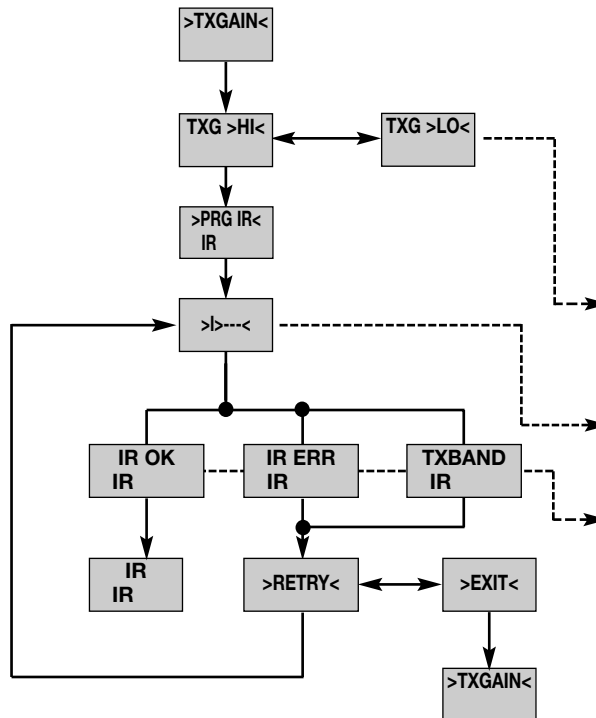 >TXGAIN<
TXG >HI<
TXG >LO<
>PRG IR<
IR
>I>---<
IR OK
IR
IR ERR
IR
TXBAND
IR
IR
IR
>RETRY<
>EXIT<
>TXGAIN<